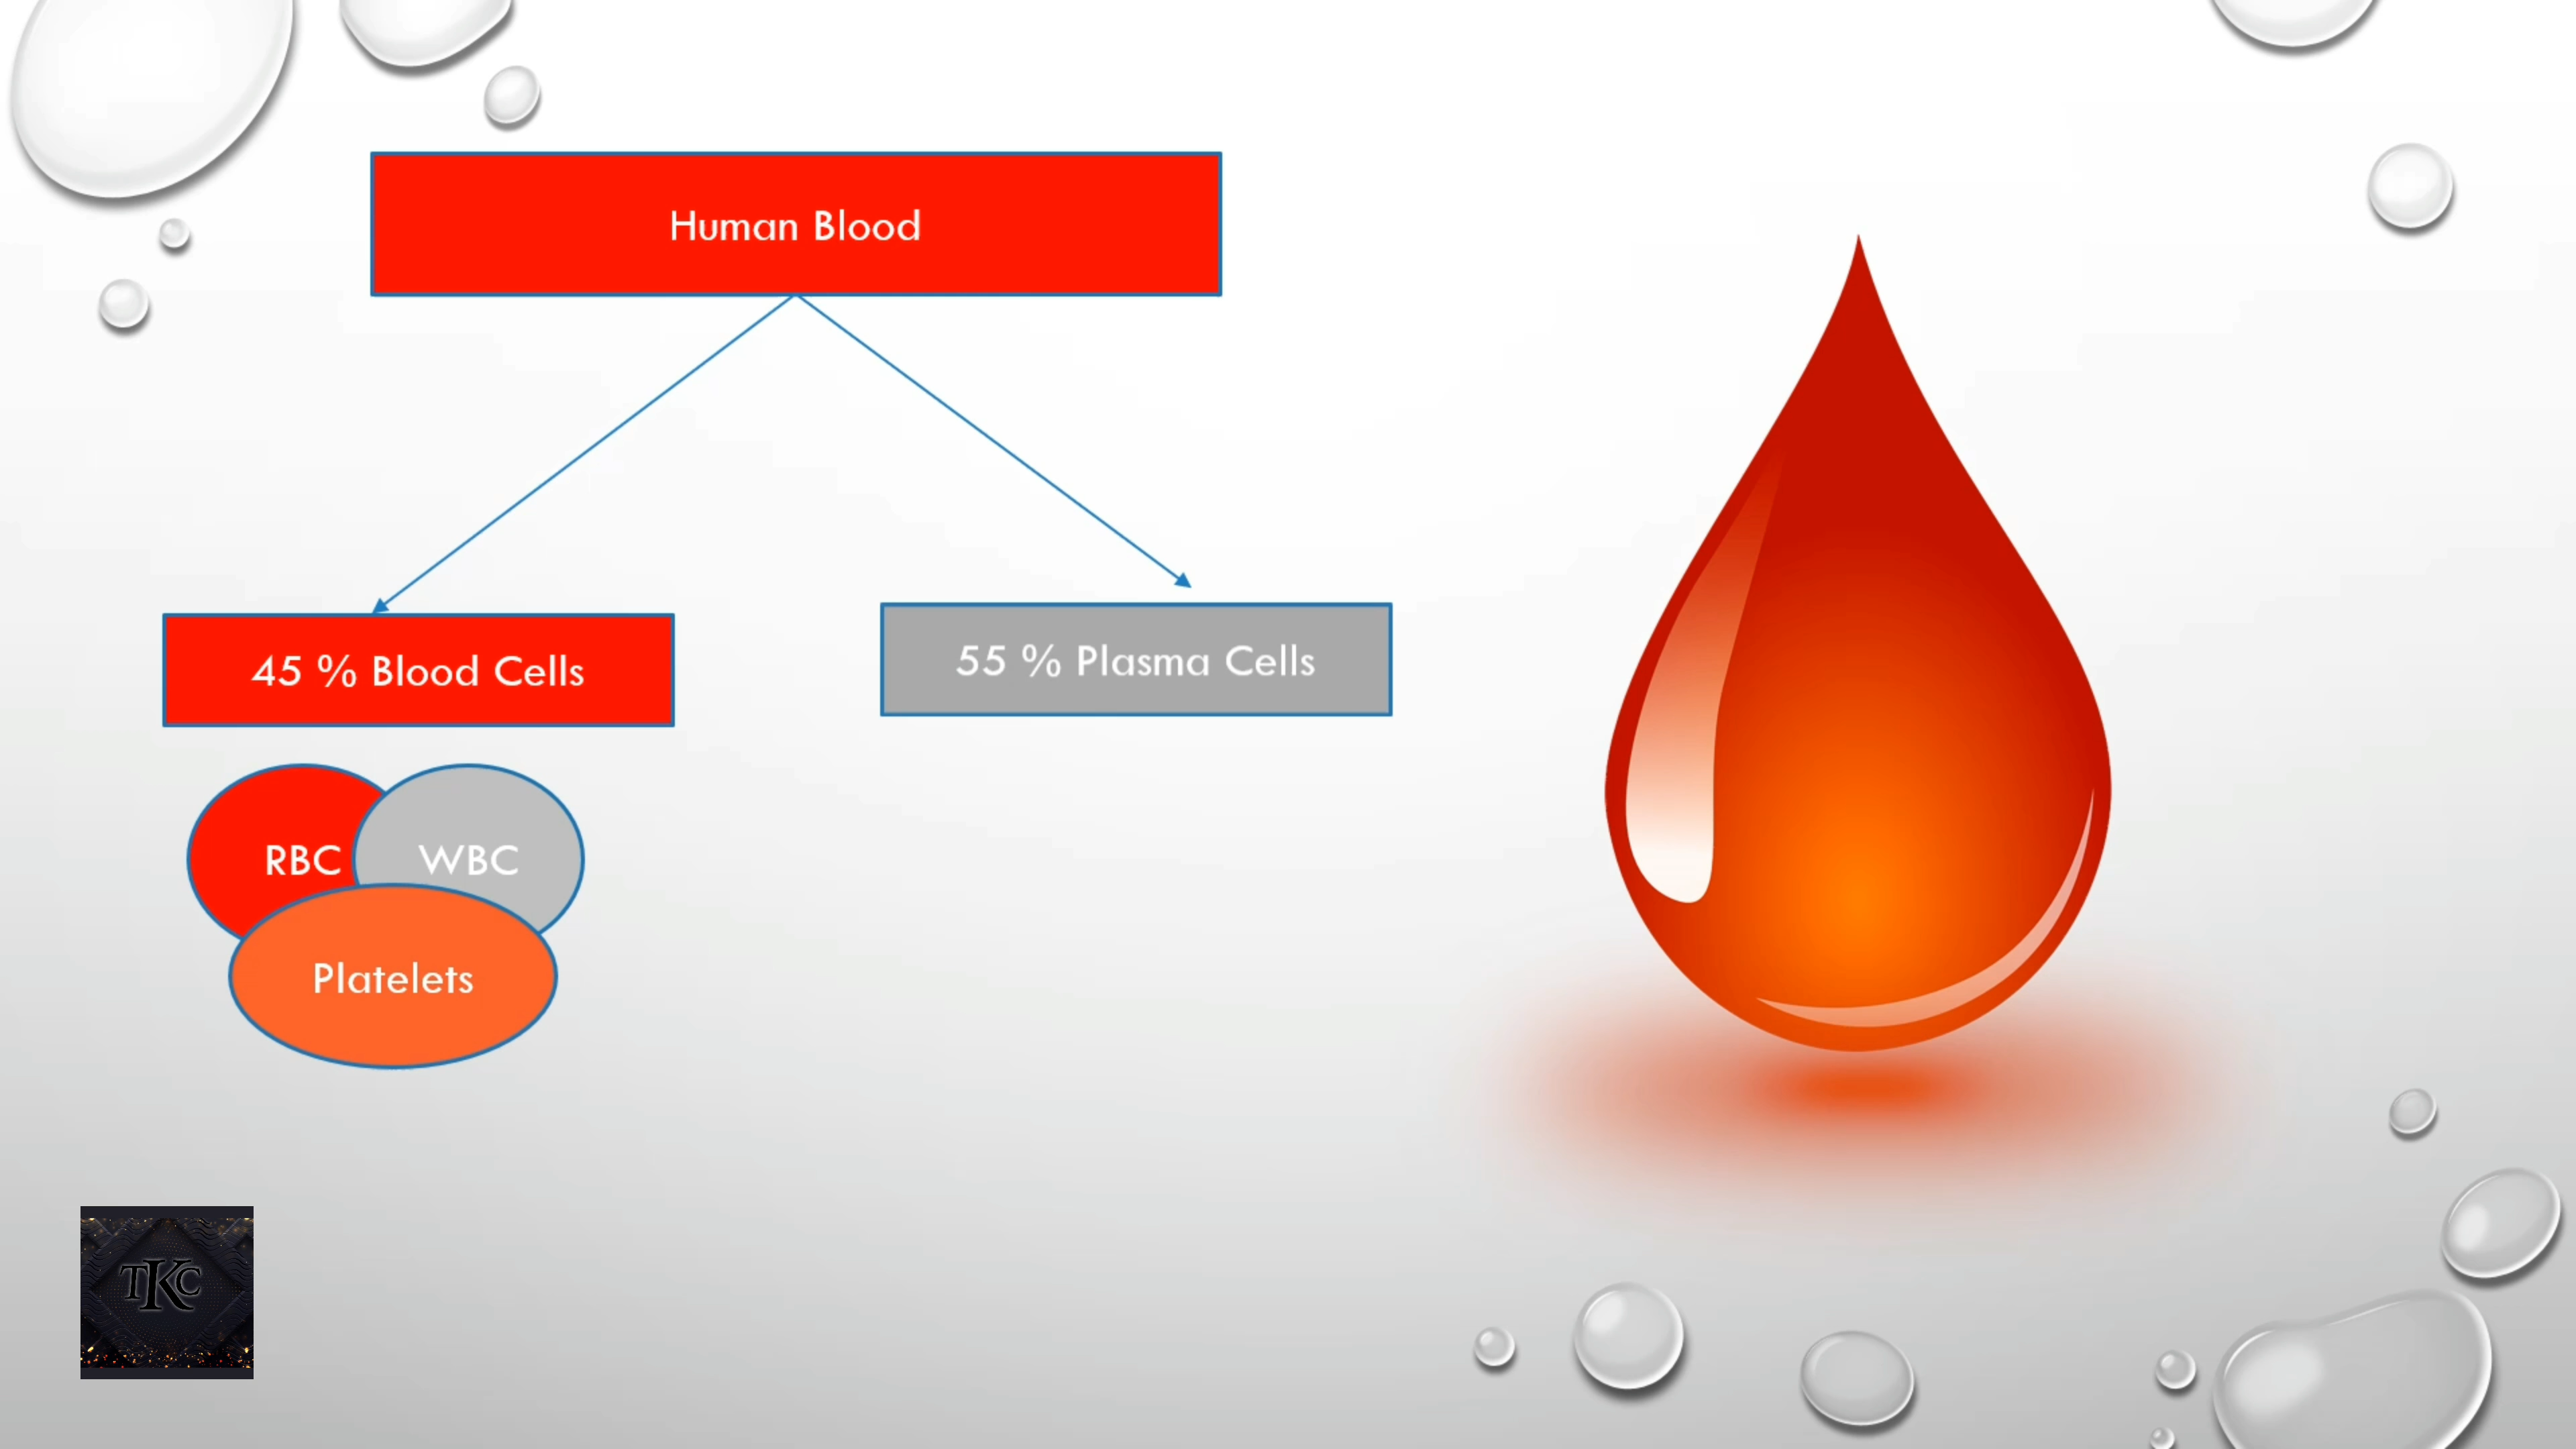 Human Blood
45 % Blood Cells
55 % Plasma Cells
RBC
WBC
Platelets
TKC